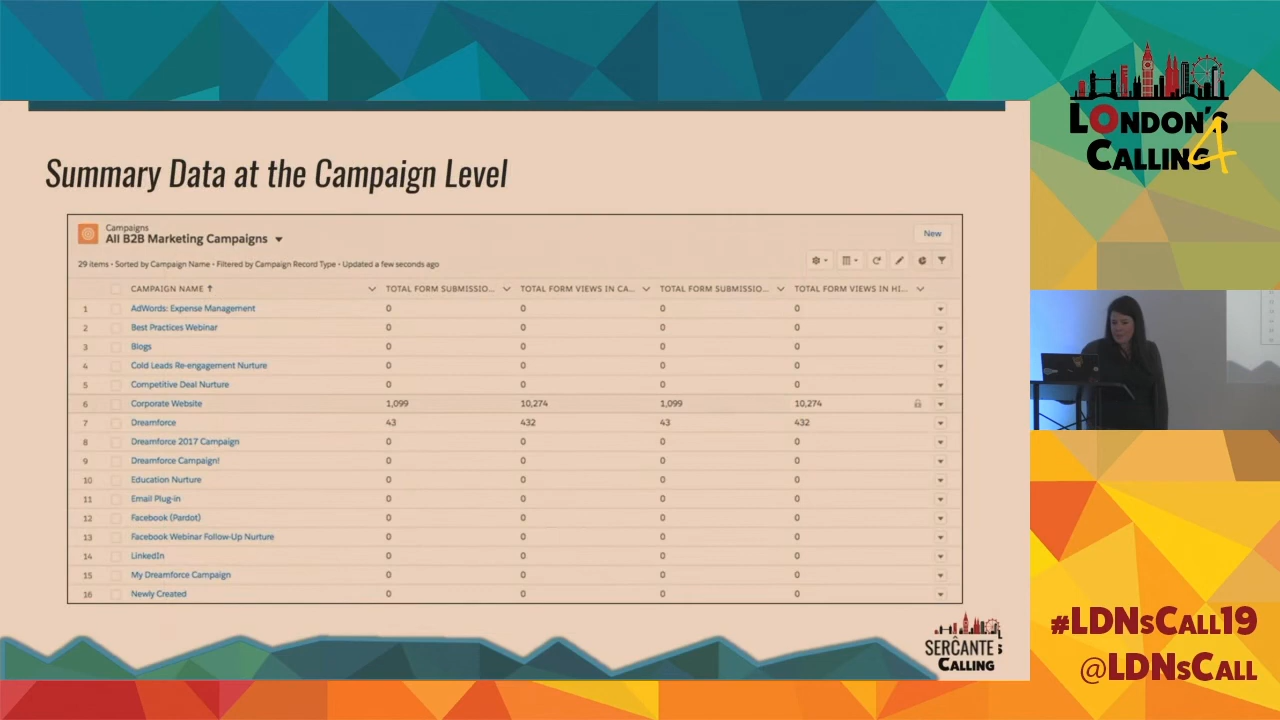 LONDON'S
CALLING 4
Summary Data at the Campaign Level
Campaigns
All B2B Marketing Campaigns
New
29 items • Sorted by Campaign Name • Filtered by Campaign Record Type • Updated a few seconds ago
CAMPAIGN NAME ↑ TOTAL FORM SUBMISSIO... TOTAL FORM VIEWS IN CA... TOTAL FORM SUBMISSIO... TOTAL FORM VIEWS IN HI...
1 AdWords: Expense Management 0 0 0 0
2 Best Practices Webinar 0 0 0 0
3 Blogs 0 0 0 0
4 Cold Leads Re-engagement Nurture 0 0 0 0
5 Competitive Deal Nurture 0 0 0 0
6 Corporate Website 1,099 10,274 1,099 10,274
7 Dreamforce 43 432 43 432
8 Dreamforce 2017 Campaign 0 0 0 0
9 Dreamforce Campaign! 0 0 0 0
10 Education Nurture 0 0 0 0
11 Email Plug-in 0 0 0 0
12 Facebook (Pardot) 0 0 0 0
13 Facebook Webinar Follow-Up Nurture 0 0 0 0
14 LinkedIn 0 0 0 0
15 My Dreamforce Campaign 0 0 0 0
16 Newly Created 0 0 0 0
SERCANTE
CALLING
#LDNsCALL19
@LDNsCALL